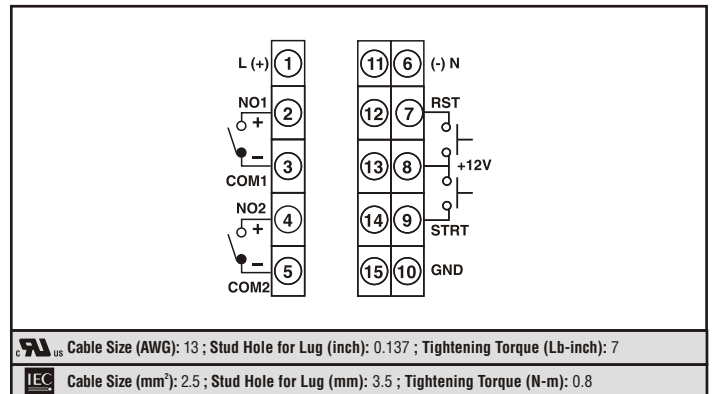 L (+) 1 11 6 (-) N
NO1 2 12 7 RST
+
−
COM1 3 13 8 +12V
NO2 4 14 9 STRT
+
−
COM2 5 15 10 GND
c RU us Cable Size (AWG): 13 ; Stud Hole for Lug (inch): 0.137 ; Tightening Torque (Lb-inch): 7
IEC Cable Size (mm²): 2.5 ; Stud Hole for Lug (mm): 3.5 ; Tightening Torque (N-m): 0.8